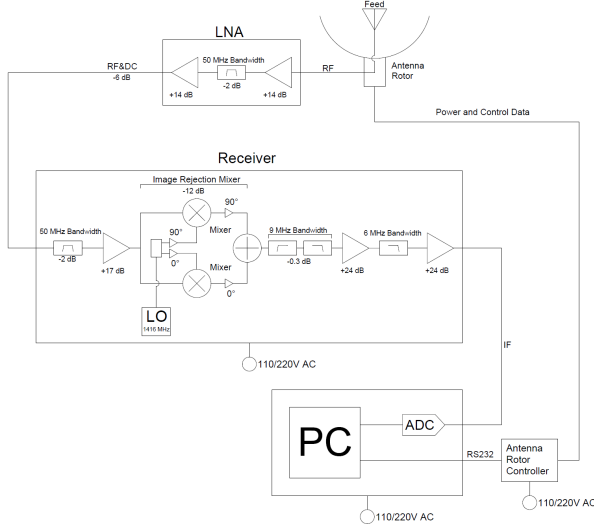 Feed
LNA
50 MHz Bandwidth
-2 dB
+14 dB
+14 dB
RF&DC
-6 dB
RF
Antenna
Rotor
Power and Control Data
Receiver
Image Rejection Mixer
-12 dB
50 MHz Bandwidth
-2 dB
+17 dB
90°
Mixer
90°
0°
Mixer
0°
LO
1416 MHz
9 MHz Bandwidth
-0.3 dB
+24 dB
6 MHz Bandwidth
+24 dB
110/220V AC
IF
PC
ADC
RS232
Antenna
Rotor
Controller
110/220V AC
110/220V AC